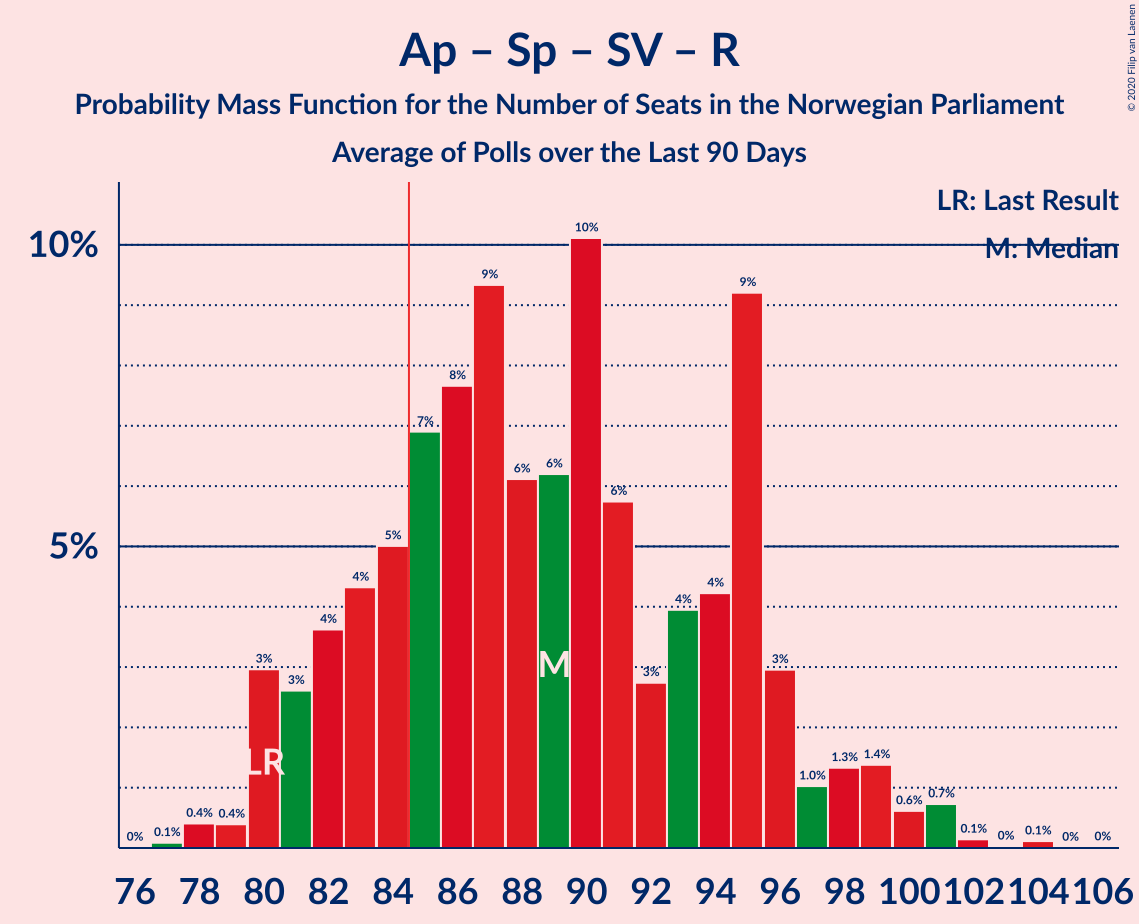 Ap – Sp – SV – R
Probability Mass Function for the Number of Seats in the Norwegian Parliament
Average of Polls over the Last 90 Days
© 2020 Filip van Laenen
LR: Last Result
M: Median
10%
5%
0% 0.1% 0.4% 0.4% 3% 3% 4% 4% 5% 7% 8% 9% 6% 6% 10% 6% 3% 4% 4% 9% 3% 1.0% 1.3% 1.4% 0.6% 0.7% 0.1% 0% 0.1% 0% 0%
LR
M
76 78 80 82 84 86 88 90 92 94 96 98 100 102 104 106